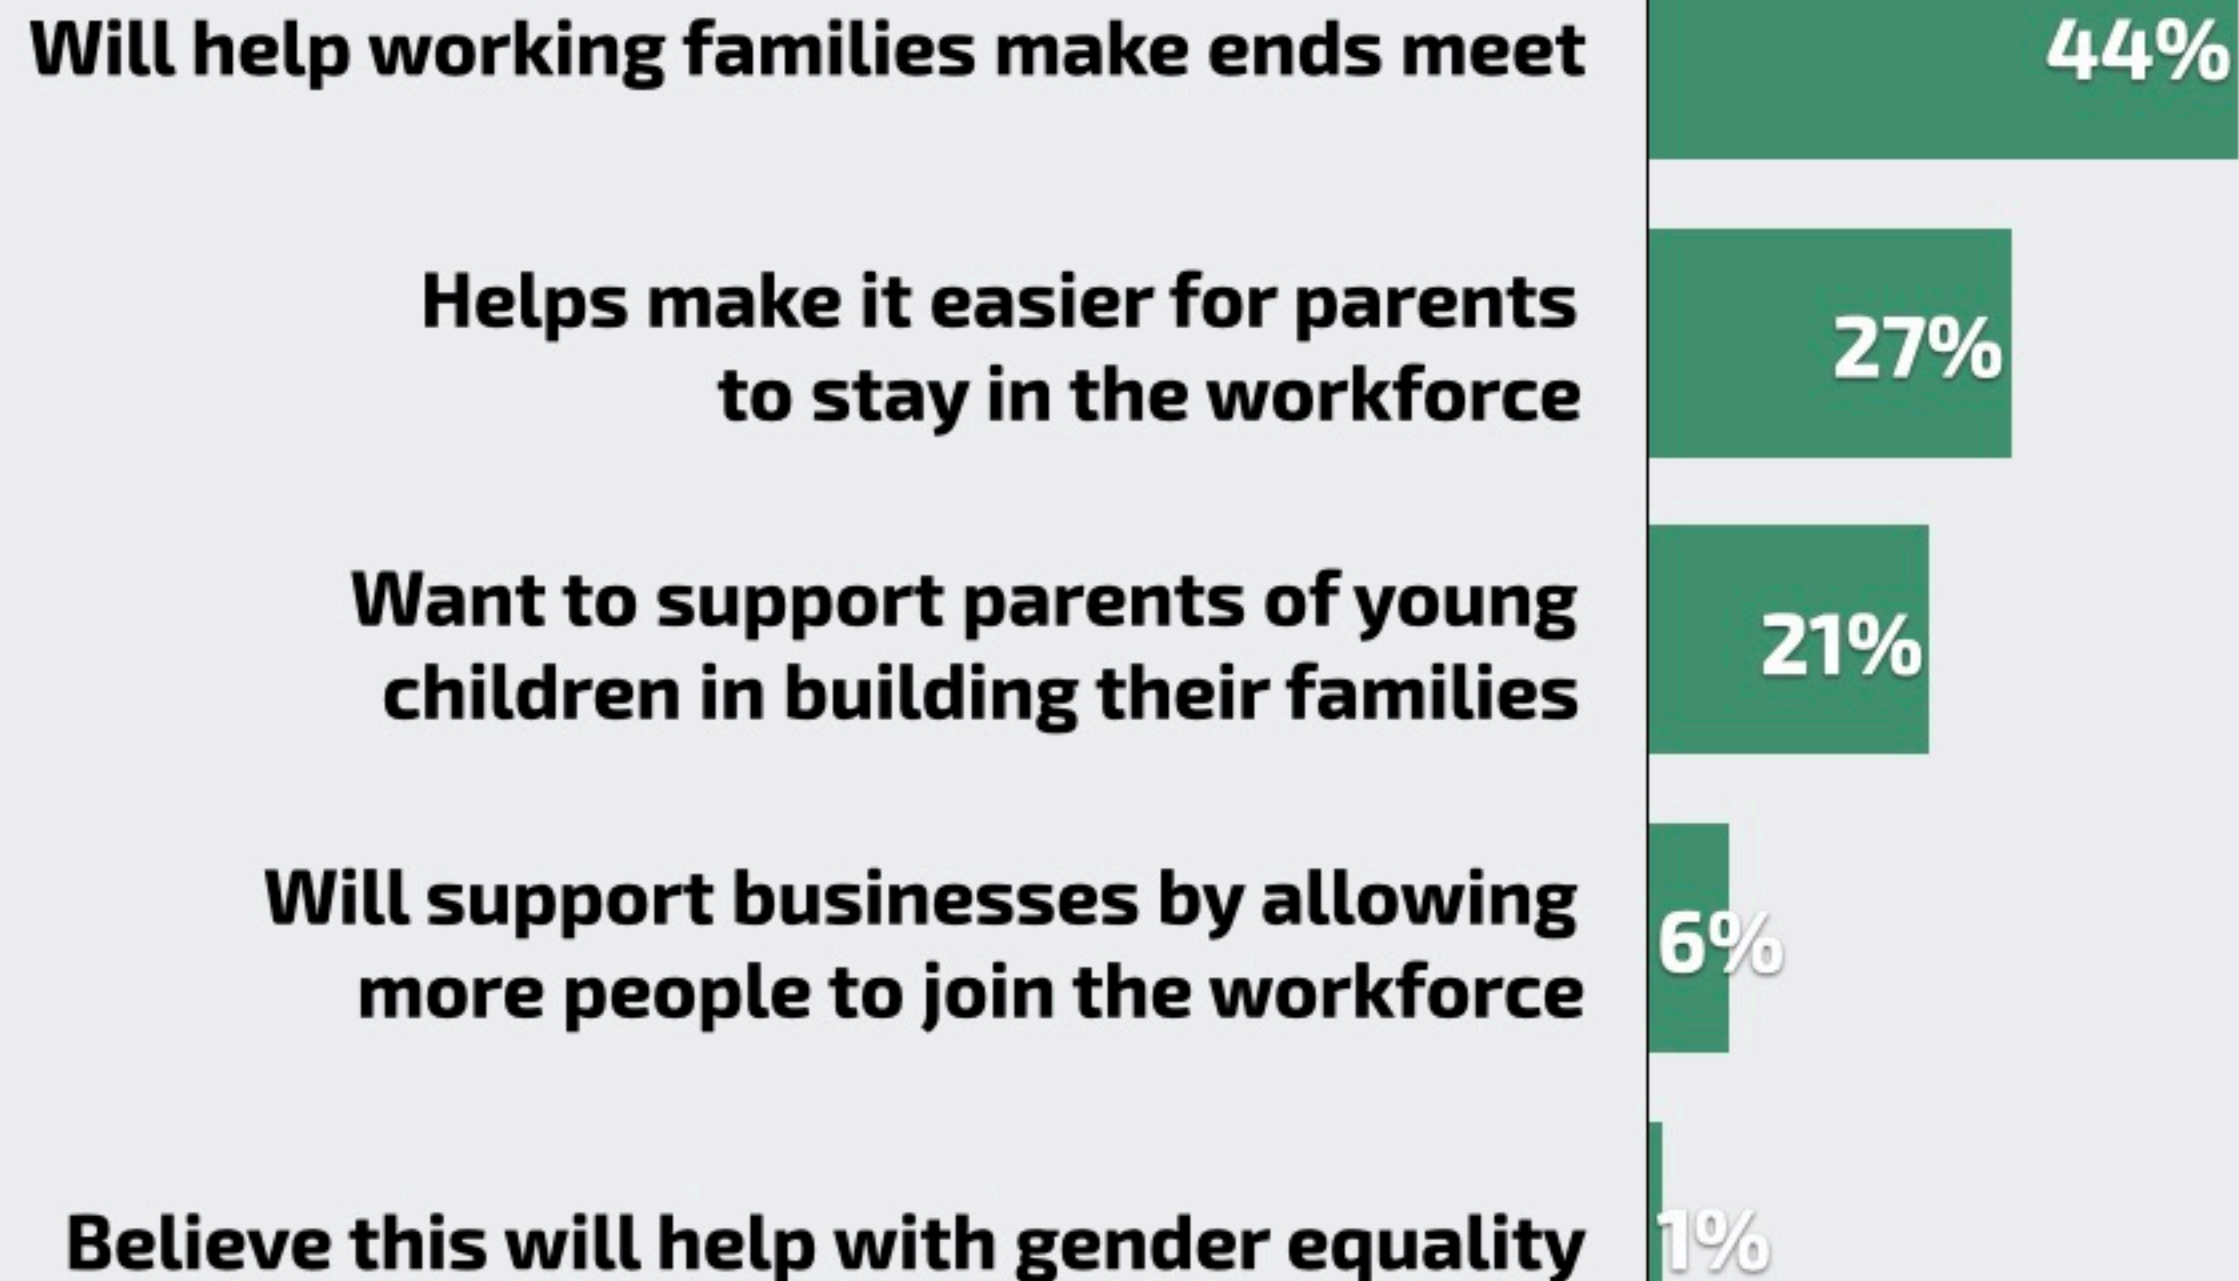 Will help working families make ends meet 44%
Helps make it easier for parents
to stay in the workforce
27%
Want to support parents of young
children in building their families
21%
Will support businesses by allowing
more people to join the workforce
6%
Believe this will help with gender equality 1%